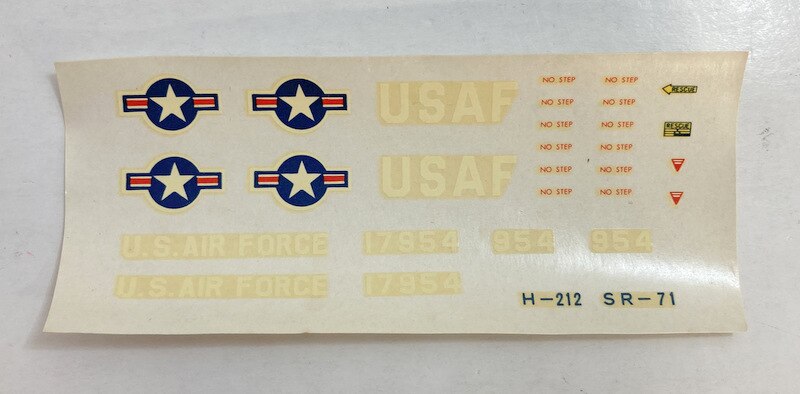 USAF
NO STEP NO STEP
RESCUE
NO STEP NO STEP
NO STEP NO STEP
RESCUE
NO STEP NO STEP
USAF
NO STEP NO STEP
NO STEP NO STEP
U.S. AIR FORCE 17954 954 954
U.S. AIR FORCE 17954
H-212 SR-71